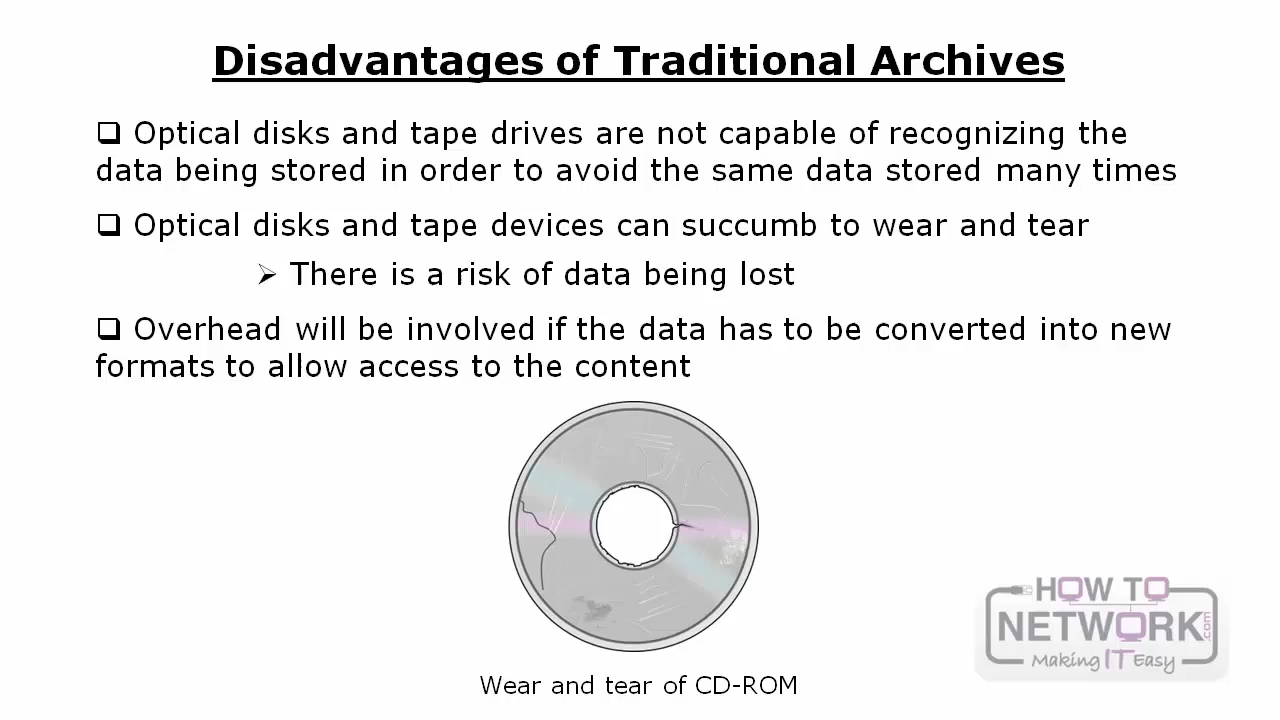 Disadvantages of Traditional Archives
❑ Optical disks and tape drives are not capable of recognizing the
data being stored in order to avoid the same data stored many times
❑ Optical disks and tape devices can succumb to wear and tear
➢ There is a risk of data being lost
❑ Overhead will be involved if the data has to be converted into new
formats to allow access to the content
Wear and tear of CD-ROM
HOW TO
NETWORK.com
Making IT Easy